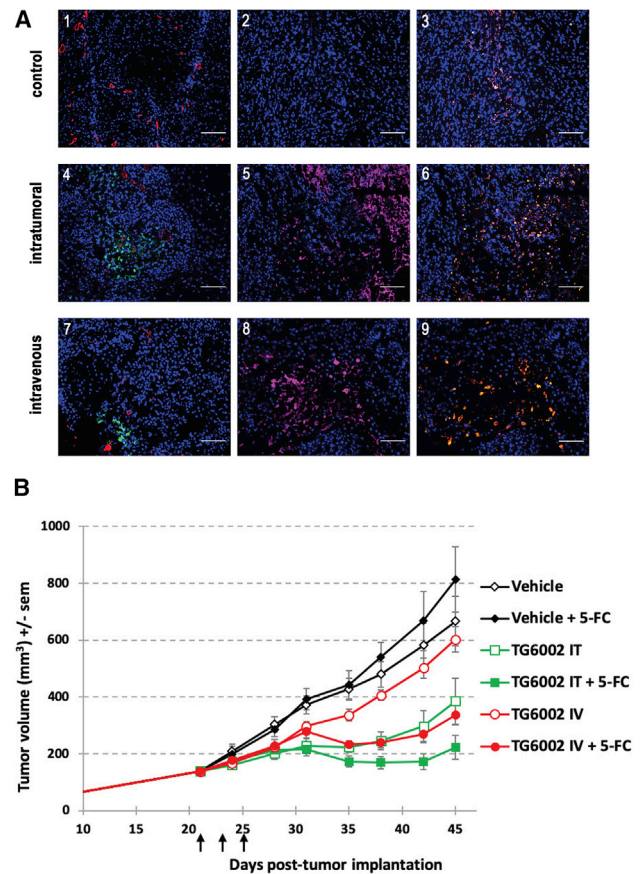 A
control
1
2
3
intratumoral
4
5
6
intravenous
7
8
9
B
Tumor volume (mm³) +/- sem
1000
800
600
400
200
0
10
15
20
25
30
35
40
45
Days post-tumor implantation
Vehicle
Vehicle + 5-FC
TG6002 IT
TG6002 IT + 5-FC
TG6002 IV
TG6002 IV + 5-FC